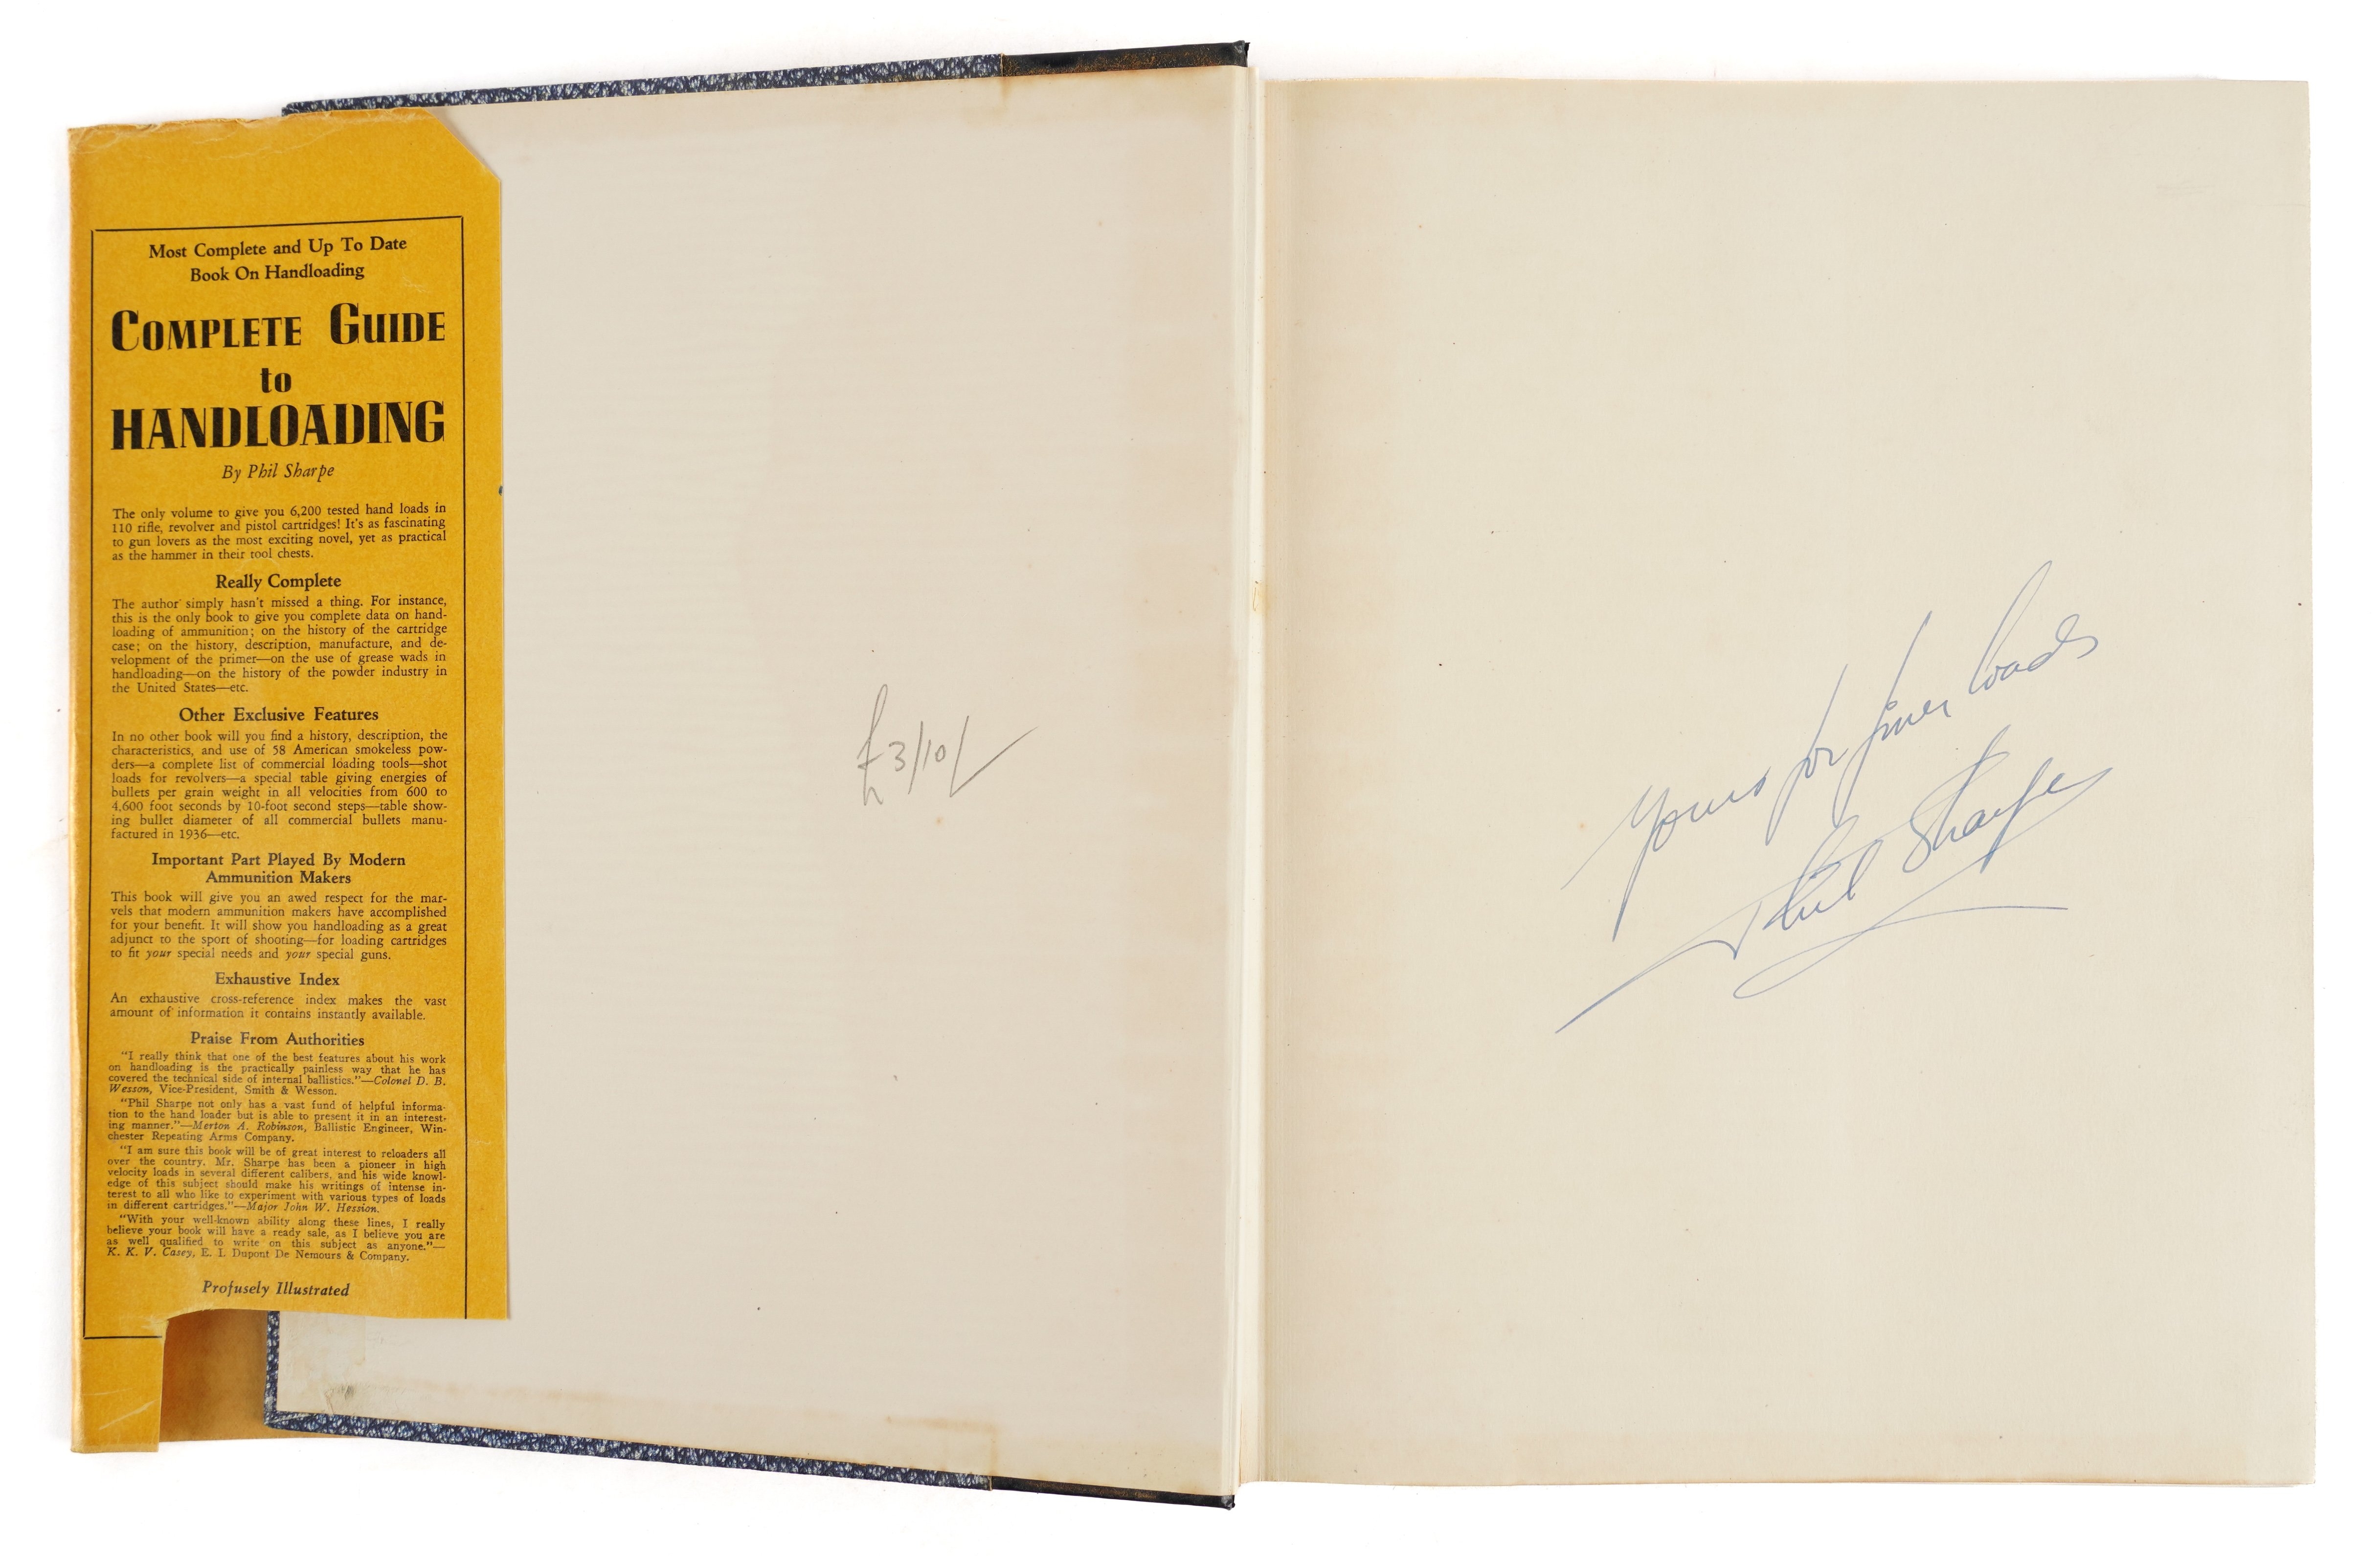 Most Complete and Up To Date
Book On Handloading
COMPLETE GUIDE
to
HANDLOADING
By Phil Sharpe
The only volume to give you 6,200 tested hand loads in
110 rifle, revolver and pistol cartridges! It's as fascinating
to gun lovers as the most exciting novel, yet as practical
as the hammer in their tool chests.
Really Complete
The author simply hasn't missed a thing. For instance,
this is the only book to give you complete data on hand-
loading of ammunition; on the history of the cartridge
case; on the history, description, manufacture, and de-
velopment of the primer—on the use of grease wads in
handloading—on the history of the powder industry in
the United States—etc.
Other Exclusive Features
In no other book will you find a history, description, the
characteristics, and use of 58 American smokeless pow-
ders—a complete list of commercial loading tools—shot
loads for revolvers—a special table giving energies of
bullets per grain weight in all velocities from 600 to
4,600 foot seconds by 10-foot second steps—table show-
ing bullet diameter of all commercial bullets manu-
factured in 1936—etc.
Important Part Played By Modern
Ammunition Makers
This book will give you an awed respect for the mar-
vels that modern ammunition makers have accomplished
for your benefit. It will show you handloading as a great
adjunct to the sport of shooting—for loading cartridges
to fit your special needs and your special guns.
Exhaustive Index
An exhaustive cross-reference index makes the vast
amount of information it contains instantly available.
Praise From Authorities
"I really think that one of the best features about his work
on handloading is the practically painless way that he has
covered the technical side of internal ballistics."—Colonel D. B.
Wesson, Vice-President, Smith & Wesson.
"Phil Sharpe not only has a vast fund of helpful informa-
tion to the hand loader but is able to present it in an interest-
ing manner."—Merton A. Robinson, Ballistic Engineer, Win-
chester Repeating Arms Company.
"I am sure this book will be of great interest to reloaders all
over the country. Mr. Sharpe has been a pioneer in high
velocity loads in several different calibers, and his wide knowl-
edge of this subject should make his writings of intense in-
terest to all who like to experiment with various types of loads
in different cartridges."—Major John W. Hession.
"With your well-known ability along these lines, I really
believe your book will have a ready sale, as I believe you are
as well qualified to write on this subject as anyone."—
K. K. V. Casey, E. I. Dupont De Nemours & Company.
Profusely Illustrated
£3/10/
Yours for finer loads
Phil Sharpe